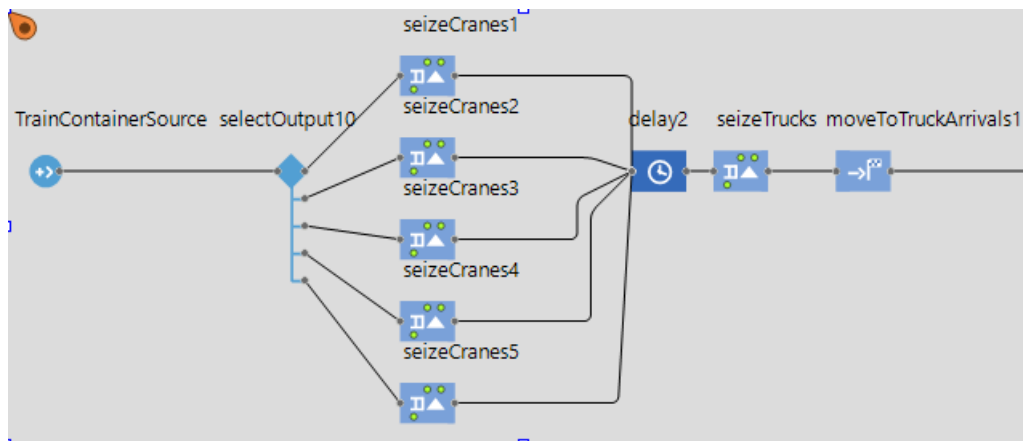 seizeCranes1
seizeCranes2
TrainContainerSource selectOutput10 delay2 seizeTrucks moveToTruckArrivals1
seizeCranes3
seizeCranes4
seizeCranes5